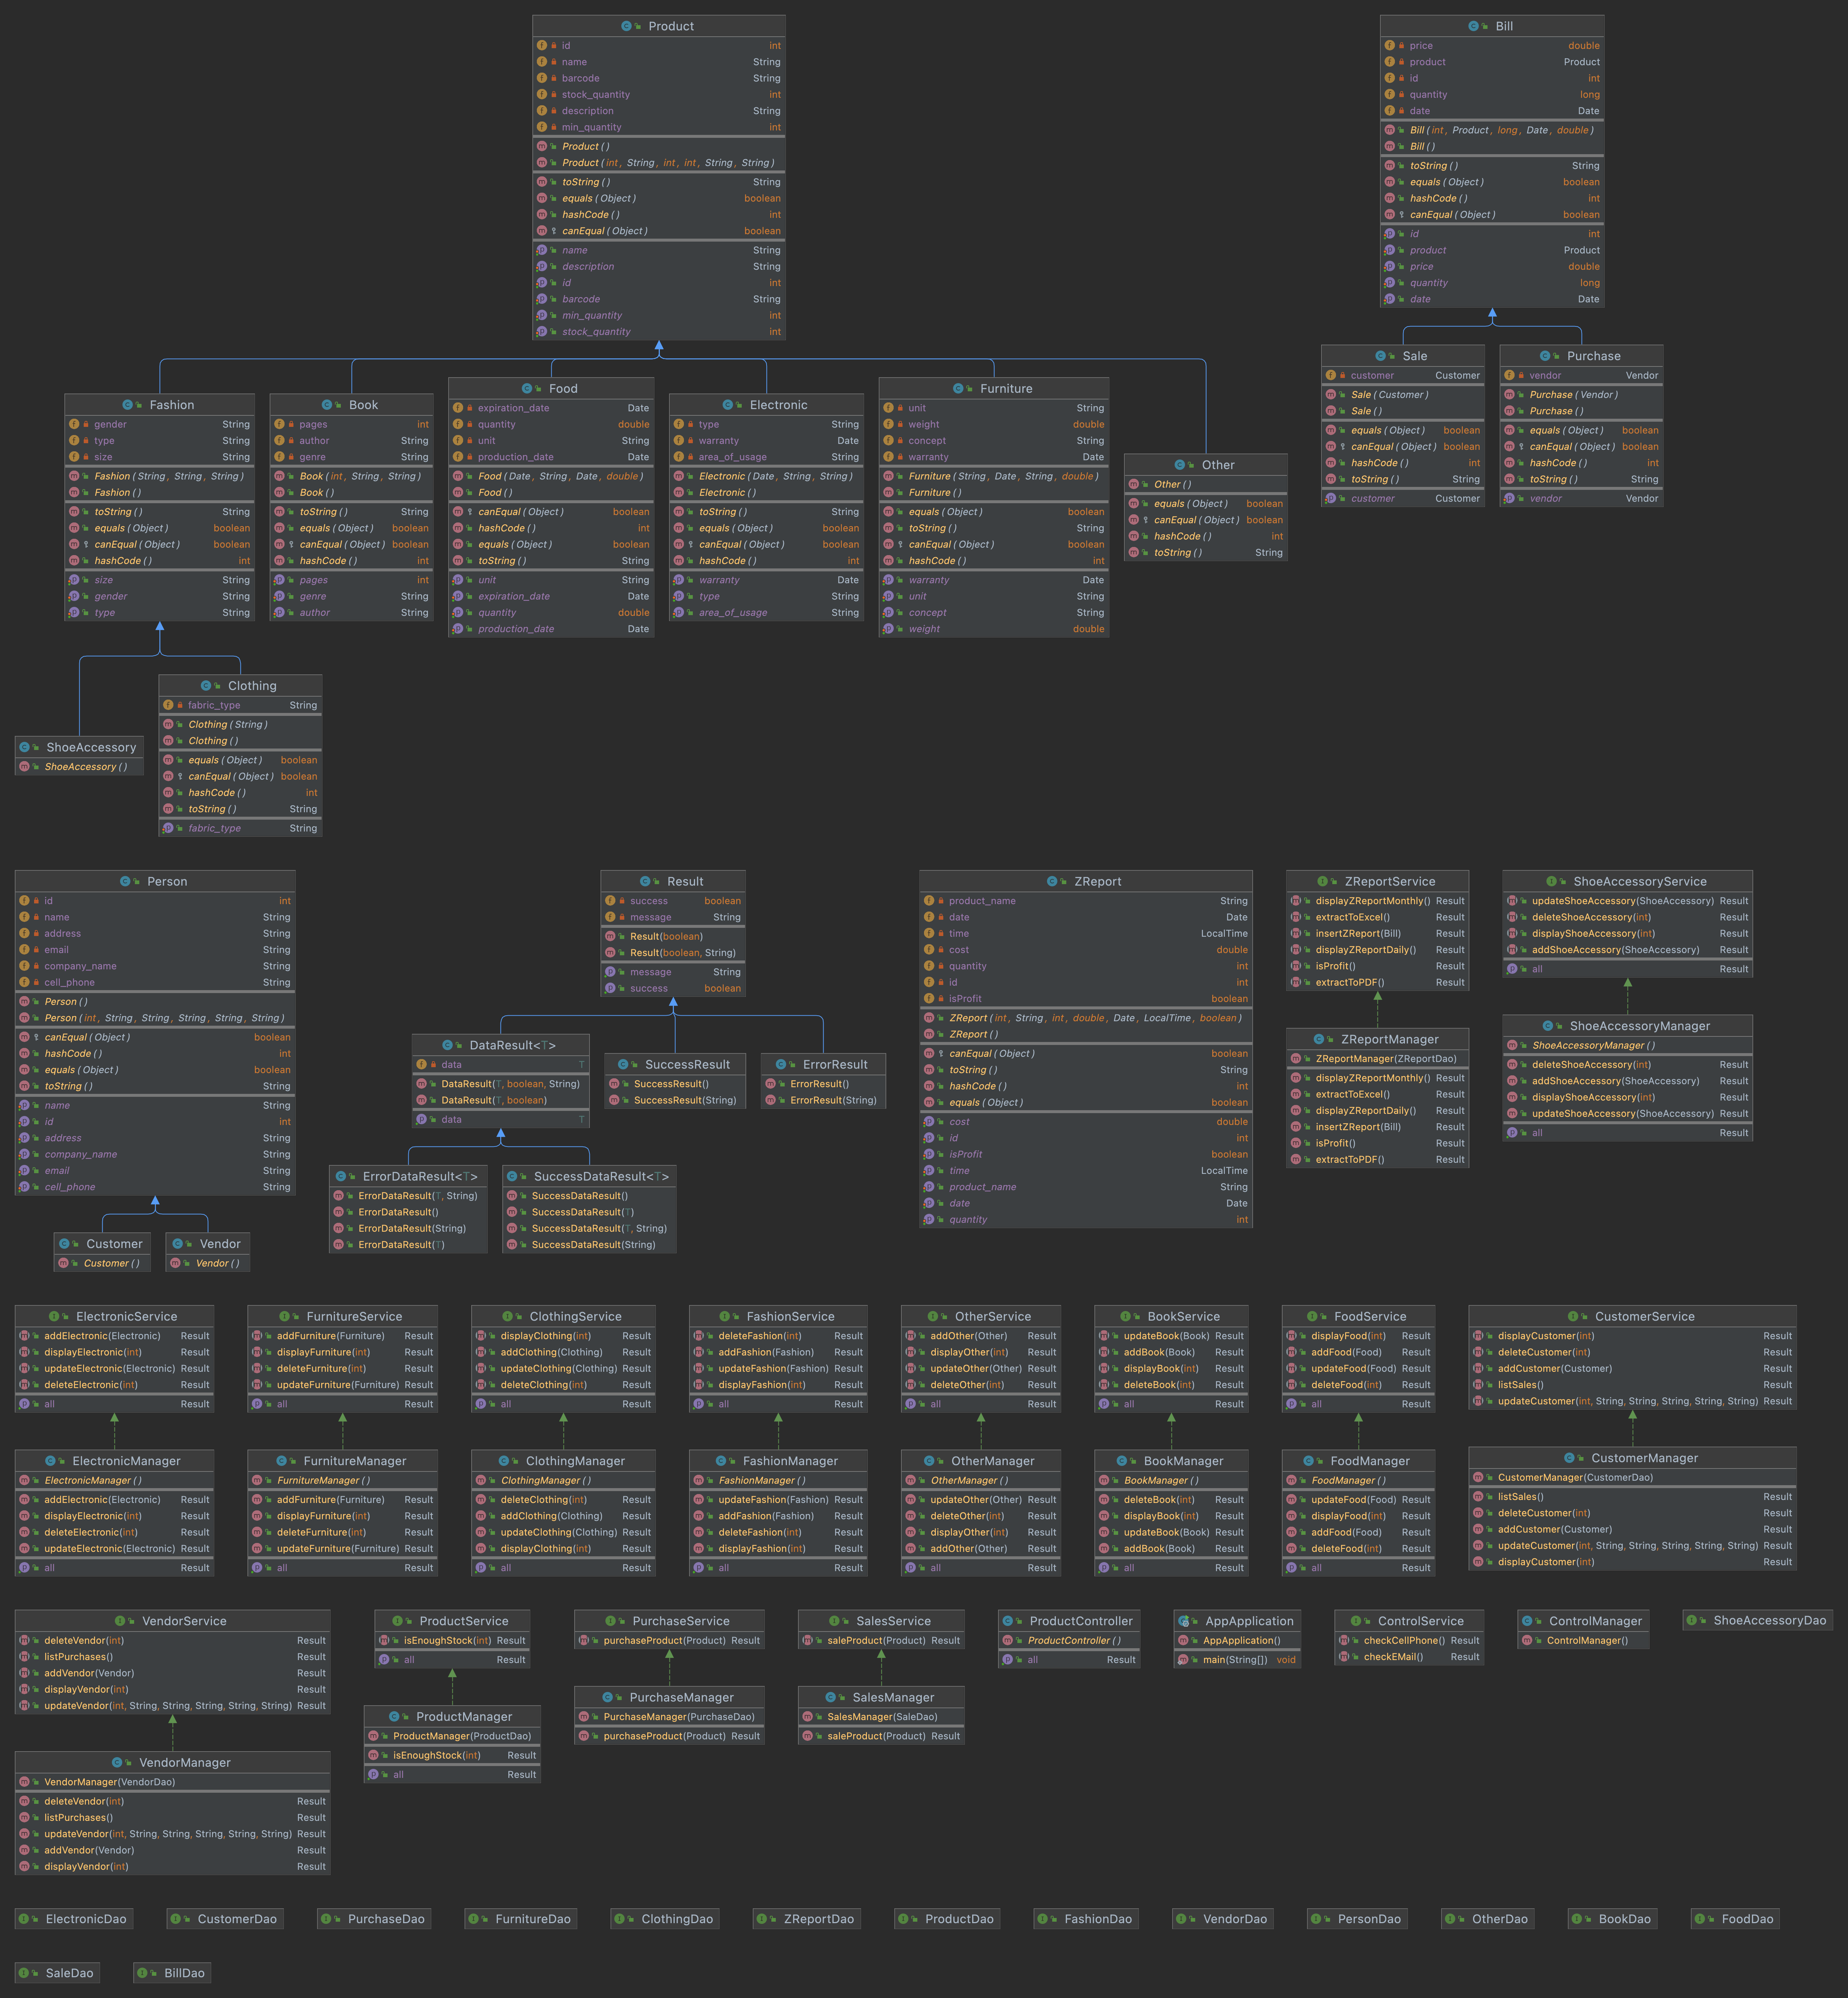 Product
id int
name String
barcode String
stock_quantity int
description String
min_quantity int
Product()
Product(int, String, int, int, String, String)
toString() String
equals(Object) boolean
hashCode() int
canEqual(Object) boolean
name String
description String
id int
barcode String
min_quantity int
stock_quantity int
Bill
price double
product Product
id int
quantity long
date Date
Bill(int, Product, long, Date, double)
Bill()
toString() String
equals(Object) boolean
hashCode() int
canEqual(Object) boolean
id int
product Product
price double
quantity long
date Date
Fashion
gender String
type String
size String
Fashion(String, String, String)
Fashion()
toString() String
equals(Object) boolean
canEqual(Object) boolean
hashCode() int
size String
gender String
type String
Book
pages int
author String
genre String
Book(int, String, String)
Book()
toString() String
equals(Object) boolean
canEqual(Object) boolean
hashCode() int
pages int
genre String
author String
Food
expiration_date Date
quantity double
unit String
production_date Date
Food(Date, String, Date, double)
Food()
canEqual(Object) boolean
hashCode() int
equals(Object) boolean
toString() String
unit String
expiration_date Date
quantity double
production_date Date
Electronic
type String
warranty Date
area_of_usage String
Electronic(Date, String, String)
Electronic()
toString() String
equals(Object) boolean
canEqual(Object) boolean
hashCode() int
warranty Date
type String
area_of_usage String
Furniture
unit String
weight double
concept String
warranty Date
Furniture(String, Date, String, double)
Furniture()
equals(Object) boolean
toString() String
canEqual(Object) boolean
hashCode() int
warranty Date
unit String
concept String
weight double
Other
Other()
equals(Object) boolean
canEqual(Object) boolean
hashCode() int
toString() String
Sale
customer Customer
Sale(Customer)
Sale()
equals(Object) boolean
canEqual(Object) boolean
hashCode() int
toString() String
customer Customer
Purchase
vendor Vendor
Purchase(Vendor)
Purchase()
equals(Object) boolean
canEqual(Object) boolean
hashCode() int
toString() String
vendor Vendor
ShoeAccessory
ShoeAccessory()
Clothing
fabric_type String
Clothing(String)
Clothing()
equals(Object) boolean
canEqual(Object) boolean
hashCode() int
toString() String
fabric_type String
Person
id int
name String
address String
email String
company_name String
cell_phone String
Person()
Person(int, String, String, String, String, String)
canEqual(Object) boolean
hashCode() int
equals(Object) boolean
toString() String
name String
id int
address String
company_name String
email String
cell_phone String
Customer
Customer()
Vendor
Vendor()
Result
success boolean
message String
Result(boolean)
Result(boolean, String)
message String
success boolean
DataResult<T>
data T
DataResult(T, boolean, String)
DataResult(T, boolean)
data T
SuccessResult
SuccessResult()
SuccessResult(String)
ErrorResult
ErrorResult()
ErrorResult(String)
ErrorDataResult<T>
ErrorDataResult(T, String)
ErrorDataResult()
ErrorDataResult(String)
ErrorDataResult(T)
SuccessDataResult<T>
SuccessDataResult()
SuccessDataResult(T)
SuccessDataResult(T, String)
SuccessDataResult(String)
ZReport
product_name String
date Date
time LocalTime
cost double
quantity int
id int
isProfit boolean
ZReport(int, String, int, double, Date, LocalTime, boolean)
ZReport()
canEqual(Object) boolean
toString() String
hashCode() int
equals(Object) boolean
cost double
id int
isProfit boolean
time LocalTime
product_name String
date Date
quantity int
ZReportService
displayZReportMonthly() Result
extractToExcel() Result
insertZReport(Bill) Result
displayZReportDaily() Result
isProfit() Result
extractToPDF() Result
ZReportManager
ZReportManager(ZReportDao)
displayZReportMonthly() Result
extractToExcel() Result
displayZReportDaily() Result
insertZReport(Bill) Result
isProfit() Result
extractToPDF() Result
ShoeAccessoryService
updateShoeAccessory(ShoeAccessory) Result
deleteShoeAccessory(int) Result
displayShoeAccessory(int) Result
addShoeAccessory(ShoeAccessory) Result
all Result
ShoeAccessoryManager
ShoeAccessoryManager()
deleteShoeAccessory(int) Result
addShoeAccessory(ShoeAccessory) Result
displayShoeAccessory(int) Result
updateShoeAccessory(ShoeAccessory) Result
all Result
ElectronicService
addElectronic(Electronic) Result
displayElectronic(int) Result
updateElectronic(Electronic) Result
deleteElectronic(int) Result
all Result
FurnitureService
addFurniture(Furniture) Result
displayFurniture(int) Result
deleteFurniture(int) Result
updateFurniture(Furniture) Result
all Result
ClothingService
displayClothing(int) Result
addClothing(Clothing) Result
updateClothing(Clothing) Result
deleteClothing(int) Result
all Result
FashionService
deleteFashion(int) Result
addFashion(Fashion) Result
updateFashion(Fashion) Result
displayFashion(int) Result
all Result
OtherService
addOther(Other) Result
displayOther(int) Result
updateOther(Other) Result
deleteOther(int) Result
all Result
BookService
updateBook(Book) Result
addBook(Book) Result
displayBook(int) Result
deleteBook(int) Result
all Result
FoodService
displayFood(int) Result
addFood(Food) Result
updateFood(Food) Result
deleteFood(int) Result
all Result
CustomerService
displayCustomer(int) Result
deleteCustomer(int) Result
addCustomer(Customer) Result
listSales() Result
updateCustomer(int, String, String, String, String, String) Result
ElectronicManager
ElectronicManager()
addElectronic(Electronic) Result
displayElectronic(int) Result
deleteElectronic(int) Result
updateElectronic(Electronic) Result
all Result
FurnitureManager
FurnitureManager()
addFurniture(Furniture) Result
displayFurniture(int) Result
deleteFurniture(int) Result
updateFurniture(Furniture) Result
all Result
ClothingManager
ClothingManager()
deleteClothing(int) Result
addClothing(Clothing) Result
updateClothing(Clothing) Result
displayClothing(int) Result
all Result
FashionManager
FashionManager()
updateFashion(Fashion) Result
addFashion(Fashion) Result
deleteFashion(int) Result
displayFashion(int) Result
all Result
OtherManager
OtherManager()
updateOther(Other) Result
deleteOther(int) Result
displayOther(int) Result
addOther(Other) Result
all Result
BookManager
BookManager()
deleteBook(int) Result
displayBook(int) Result
updateBook(Book) Result
addBook(Book) Result
all Result
FoodManager
FoodManager()
updateFood(Food) Result
displayFood(int) Result
addFood(Food) Result
deleteFood(int) Result
all Result
CustomerManager
CustomerManager(CustomerDao)
listSales() Result
deleteCustomer(int) Result
addCustomer(Customer) Result
updateCustomer(int, String, String, String, String, String) Result
displayCustomer(int) Result
VendorService
deleteVendor(int) Result
listPurchases() Result
addVendor(Vendor) Result
displayVendor(int) Result
updateVendor(int, String, String, String, String, String) Result
VendorManager
VendorManager(VendorDao)
deleteVendor(int) Result
listPurchases() Result
updateVendor(int, String, String, String, String, String) Result
addVendor(Vendor) Result
displayVendor(int) Result
ProductService
isEnoughStock(int) Result
all Result
ProductManager
ProductManager(ProductDao)
isEnoughStock(int) Result
all Result
PurchaseService
purchaseProduct(Product) Result
PurchaseManager
PurchaseManager(PurchaseDao)
purchaseProduct(Product) Result
SalesService
saleProduct(Product) Result
SalesManager
SalesManager(SaleDao)
saleProduct(Product) Result
ProductController
ProductController()
all Result
AppApplication
AppApplication()
main(String[]) void
ControlService
checkCellPhone() Result
checkEMail() Result
ControlManager
ControlManager()
ShoeAccessoryDao
ElectronicDao
CustomerDao
PurchaseDao
FurnitureDao
ClothingDao
ZReportDao
ProductDao
FashionDao
VendorDao
PersonDao
OtherDao
BookDao
FoodDao
SaleDao
BillDao